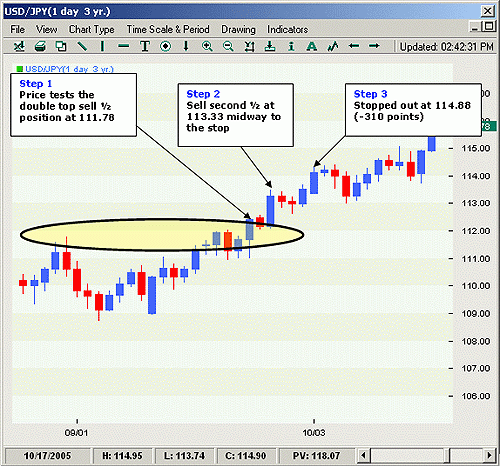 USD/JPY(1 day  3 yr.)
File View Chart Type Time Scale & Period Drawing Indicators
Updated: 02:42:31 PM
USD/JPY(1 day  3 yr.)
Step 1
Price tests the
double top sell ½
position at 111.78
Step 2
Sell second ½ at
113.33 midway to
the stop
Step 3
Stopped out at 114.88
(-310 points)
115.00
114.00
113.00
112.00
111.00
110.00
109.00
108.00
107.00
106.00
09/01 10/03
10/17/2005 H: 114.95 L: 113.74 C: 114.90 PV: 118.07